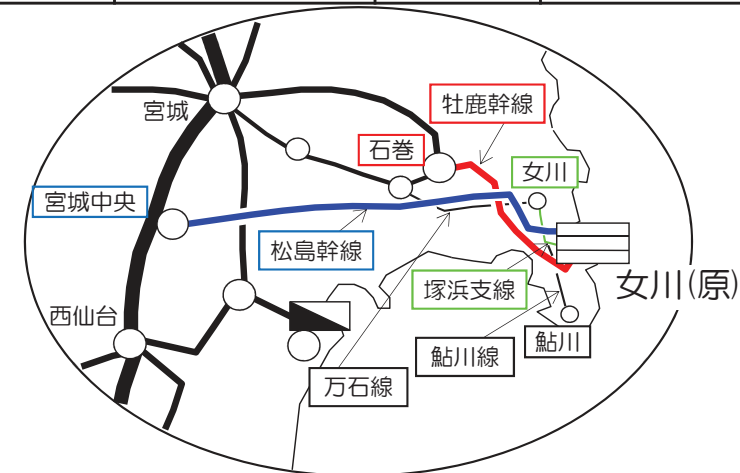 牡鹿幹線
宮城
石巻
女川
宮城中央
松島幹線
塚浜支線
女川(原)
西仙台
鮎川線
鮎川
万石線